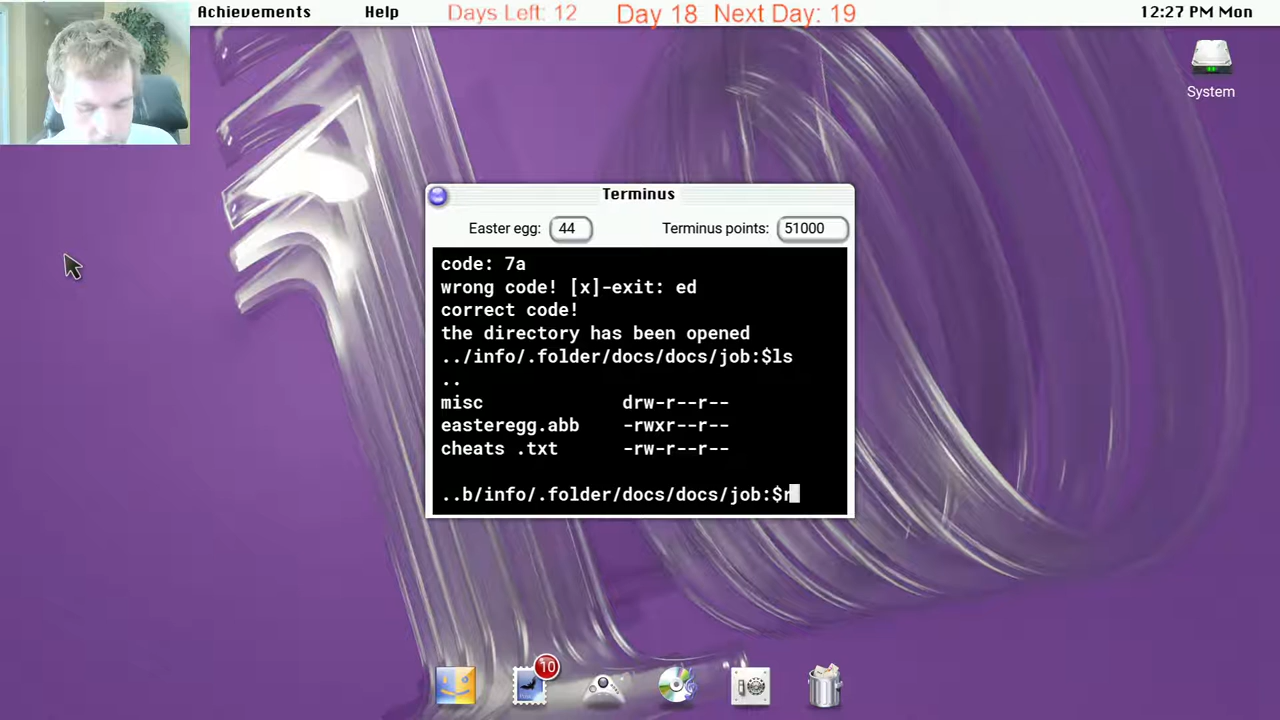 Achievements Help Days Left: 12 Day 18 Next Day: 19 12:27 PM Mon
System
Terminus
Easter egg: 44 Terminus points: 51000
code: 7a
wrong code! [x]-exit: ed
correct code!
the directory has been opened
../info/.folder/docs/docs/job:$ls
..
misc drw-r--r--
easteregg.abb -rwxr--r--
cheats .txt -rw-r--r--
..b/info/.folder/docs/docs/job:$r
10